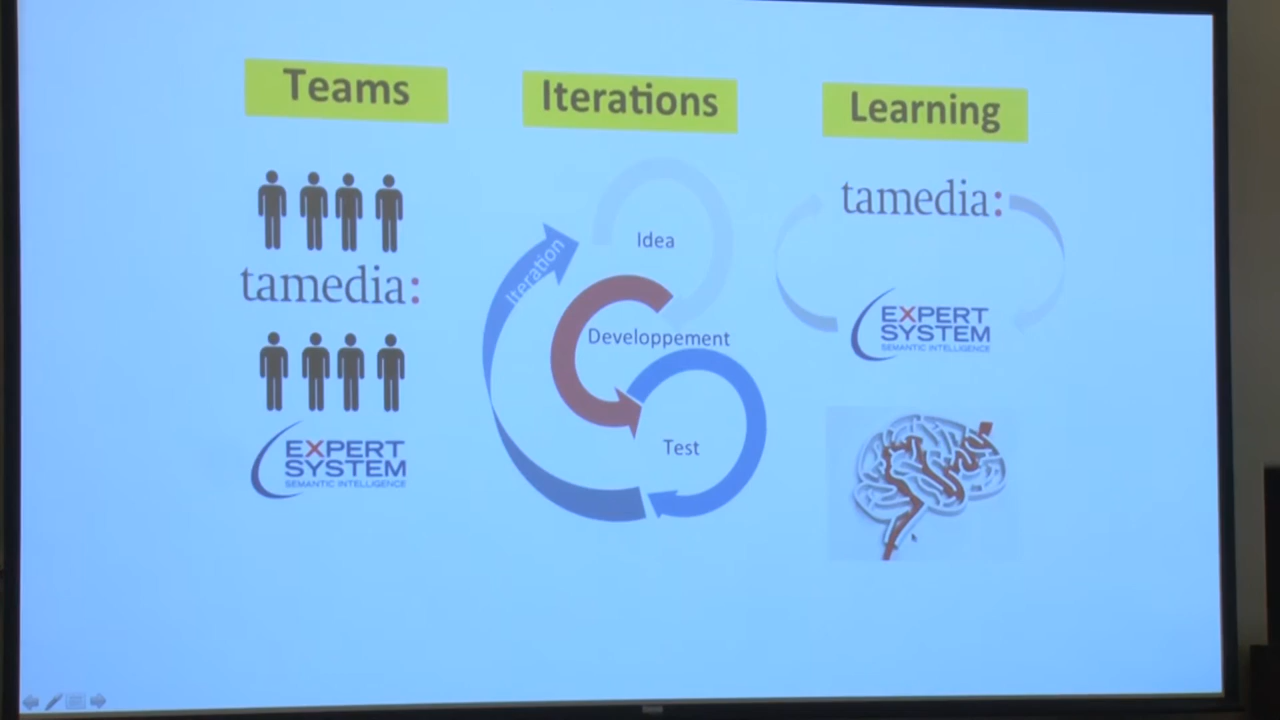 Teams
tamedia:
EXPERT
SYSTEM
SEMANTIC INTELLIGENCE
Iterations
Iteration
Idea
Developpement
Test
Learning
tamedia:
EXPERT
SYSTEM
SEMANTIC INTELLIGENCE